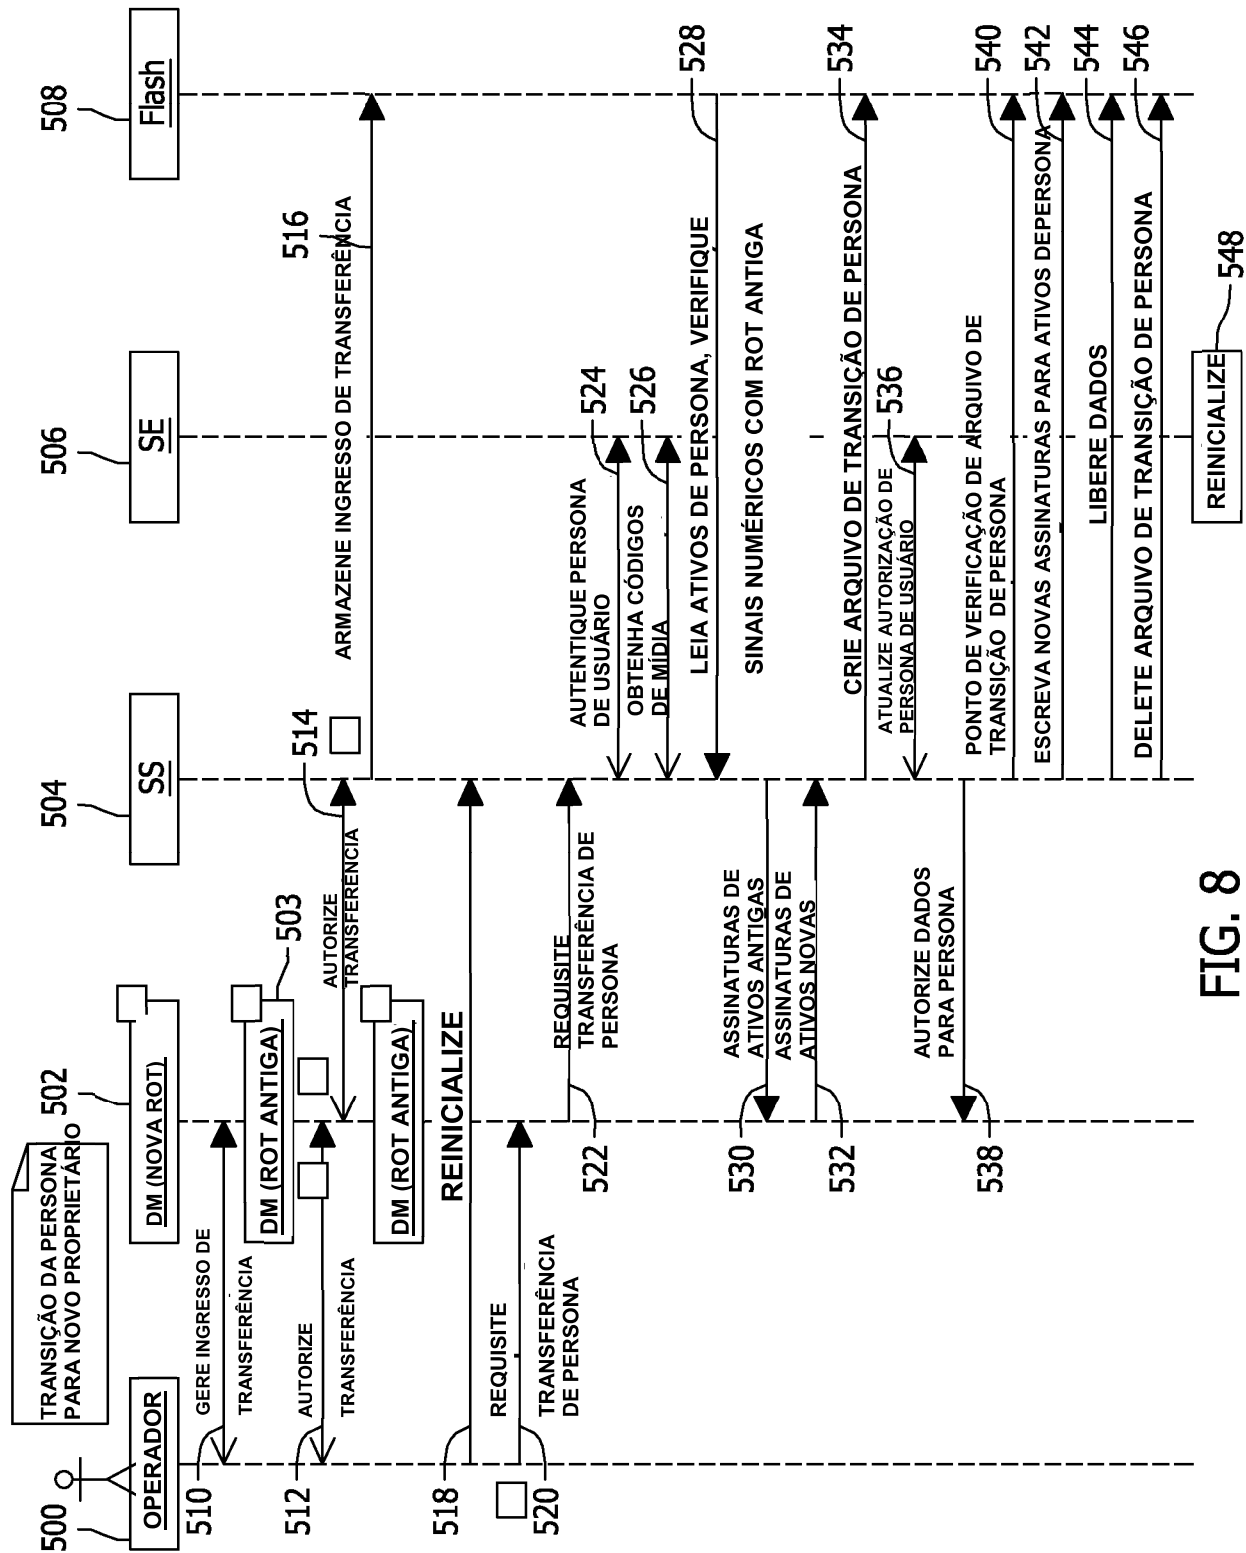 TRANSIÇÃO DA PERSONA
PARA NOVO PROPRIETÁRIO
500
OPERADOR
502
DM (NOVA ROT)
504
SS
506
SE
508
Flash
510
GERE INGRESSO DE
TRANSFERÊNCIA
DM (ROT ANTIGA)
503
512
AUTORIZE
TRANSFERÊNCIA
AUTORIZE
TRANSFERÊNCIA
514
ARMAZENE INGRESSO DE TRANSFERÊNCIA
516
DM (ROT ANTIGA)
518
REINICIALIZE
520
REQUISITE
TRANSFERÊNCIA
DE PERSONA
522
REQUISITE
TRANSFERÊNCIA DE
PERSONA
AUTENTIQUE PERSONA
DE USUÁRIO
524
OBTENHA CÓDIGOS
DE MÍDIA
526
LEIA ATIVOS DE PERSONA, VERIFIQUE
SINAIS NUMÉRICOS COM ROT ANTIGA
528
530
ASSINATURAS DE
ATIVOS ANTIGAS
532
ASSINATURAS DE
ATIVOS NOVAS
CRIE ARQUIVO DE TRANSIÇÃO DE PERSONA
534
ATUALIZE AUTORIZAÇÃO DE
PERSONA DE USUÁRIO
536
538
AUTORIZE DADOS
PARA PERSONA
PONTO DE VERIFICAÇÃO DE ARQUIVO DE
TRANSIÇÃO DE PERSONA
540
ESCREVA NOVAS ASSINATURAS PARA ATIVOS DEPERSONA
542
LIBERE DADOS
544
DELETE ARQUIVO DE TRANSIÇÃO DE PERSONA
546
REINICIALIZE
548
FIG. 8